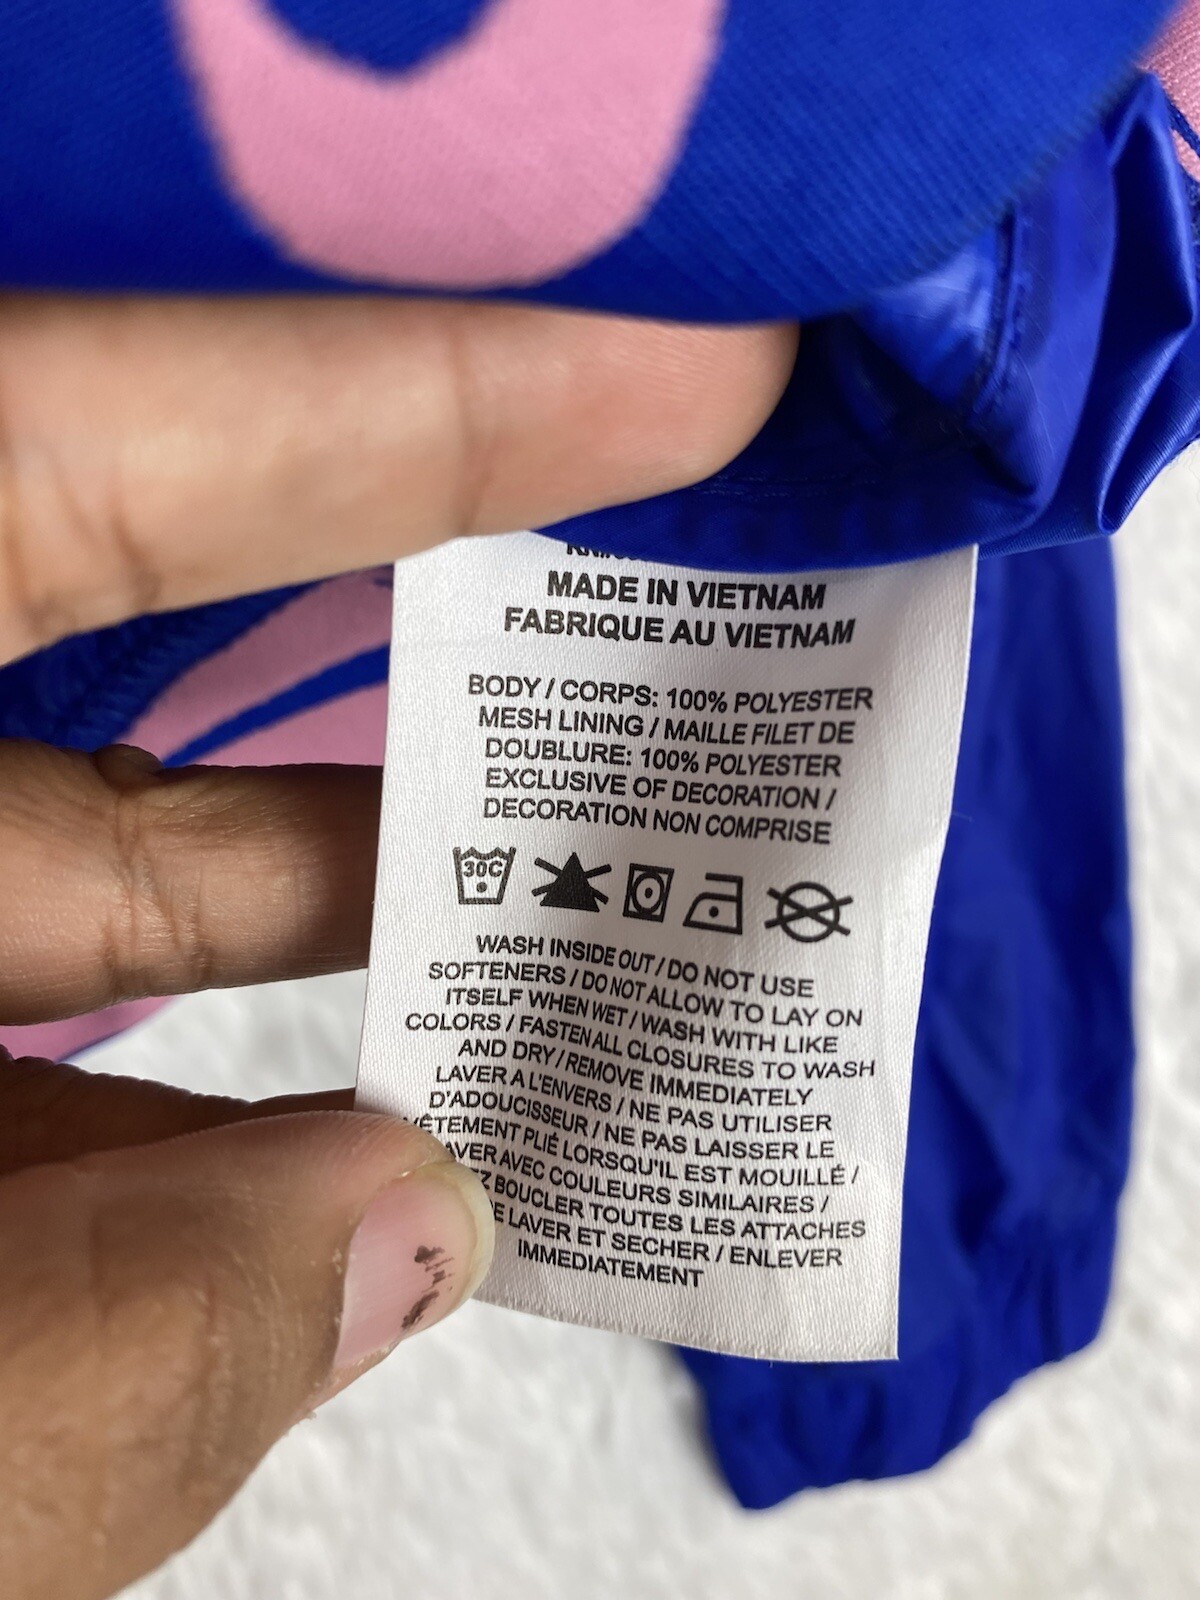 MADE IN VIETNAM
FABRIQUE AU VIETNAM
BODY / CORPS: 100% POLYESTER
MESH LINING / MAILLE FILET DE
DOUBLURE: 100% POLYESTER
EXCLUSIVE OF DECORATION /
DECORATION NON COMPRISE
30C
WASH INSIDE OUT / DO NOT USE
SOFTENERS / DO NOT ALLOW TO LAY ON
ITSELF WHEN WET / WASH WITH LIKE
COLORS / FASTEN ALL CLOSURES TO WASH
AND DRY / REMOVE IMMEDIATELY
LAVER A L'ENVERS / NE PAS UTILISER
D'ADOUCISSEUR / NE PAS LAISSER LE
VÊTEMENT PLIÉ LORSQU'IL EST MOUILLÉ /
AVEC COULEURS SIMILAIRES /
BOUCLER TOUTES LES ATTACHES
LAVER ET SECHER / ENLEVER
IMMEDIATEMENT